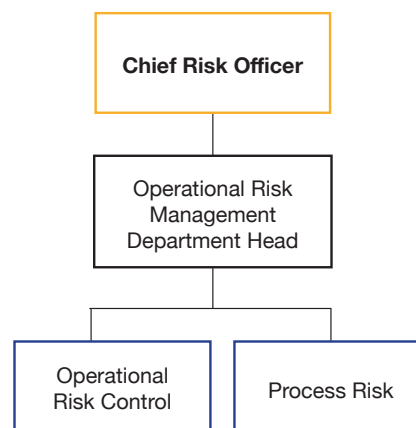 Chief Risk Officer
Operational Risk
Management
Department Head
Operational
Risk Control
Process Risk